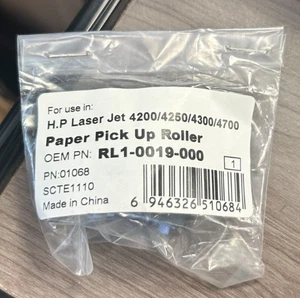 For use in:
H.P Laser Jet 4200/4250/4300/4700
Paper Pick Up Roller
OEM PN: RL1-0019-000
1
PN:01068
SCTE1110
Made in China
6 946326 510684